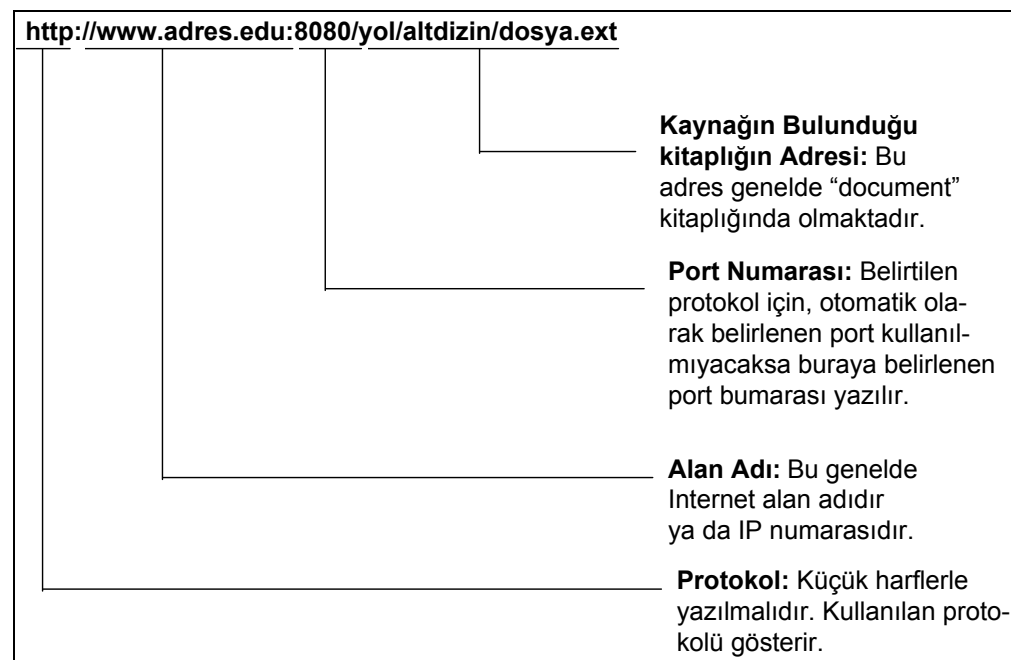 http://www.adres.edu:8080/yol/altdizin/dosya.ext
Kaynağın Bulunduğu
kitaplığın Adresi: Bu
adres genelde “document”
kitaplığında olmaktadır.
Port Numarası: Belirtilen
protokol için, otomatik ola-
rak belirlenen port kullanıl-
mıyacaksa buraya belirlenen
port bumarası yazılır.
Alan Adı: Bu genelde
Internet alan adıdır
ya da IP numarasıdır.
Protokol: Küçük harflerle
yazılmalıdır. Kullanılan proto-
kolü gösterir.